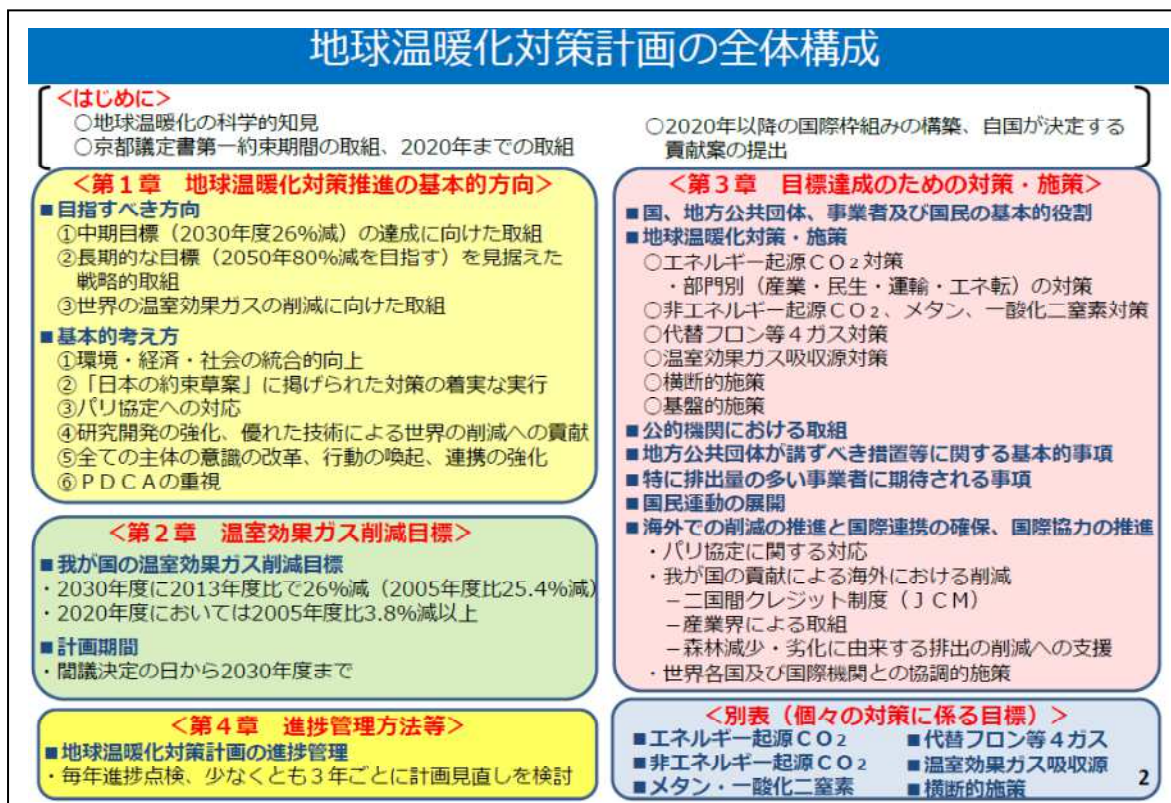 地球温暖化対策計画の全体構成
<はじめに>
○地球温暖化の科学的知見
○京都議定書第一約束期間の取組、2020年までの取組
○2020年以降の国際枠組みの構築、自国が決定する
貢献案の提出
<第1章 地球温暖化対策推進の基本的方向>
■目指すべき方向
①中期目標(2030年度26%減)の達成に向けた取組
②長期的な目標(2050年80%減を目指す)を見据えた
戦略的取組
③世界の温室効果ガスの削減に向けた取組
■基本的考え方
①環境・経済・社会の統合的向上
②「日本の約束草案」に掲げられた対策の着実な実行
③パリ協定への対応
④研究開発の強化、優れた技術による世界の削減への貢献
⑤全ての主体の意識の改革、行動の喚起、連携の強化
⑥PDCAの重視
<第2章 温室効果ガス削減目標>
■我が国の温室効果ガス削減目標
・2030年度に2013年度比で26%減(2005年度比25.4%減)
・2020年度においては2005年度比3.8%減以上
■計画期間
・閣議決定の日から2030年度まで
<第4章 進捗管理方法等>
■地球温暖化対策計画の進捗管理
・毎年進捗点検、少なくとも3年ごとに計画見直しを検討
<第3章 目標達成のための対策・施策>
■国、地方公共団体、事業者及び国民の基本的役割
■地球温暖化対策・施策
○エネルギー起源CO2対策
・部門別(産業・民生・運輸・エネ転)の対策
○非エネルギー起源CO2、メタン、一酸化二窒素対策
○代替フロン等4ガス対策
○温室効果ガス吸収源対策
○横断的施策
○基盤的施策
■公的機関における取組
■地方公共団体が講ずべき措置等に関する基本的事項
■特に排出量の多い事業者に期待される事項
■国民運動の展開
■海外での削減の推進と国際連携の確保、国際協力の推進
・パリ協定に関する対応
・我が国の貢献による海外における削減
－二国間クレジット制度(JCM)
－産業界による取組
－森林減少・劣化に由来する排出の削減への支援
・世界各国及び国際機関との協調的施策
<別表(個々の対策に係る目標)>
■エネルギー起源CO2 ■代替フロン等4ガス
■非エネルギー起源CO2 ■温室効果ガス吸収源
■メタン・一酸化二窒素 ■横断的施策
2